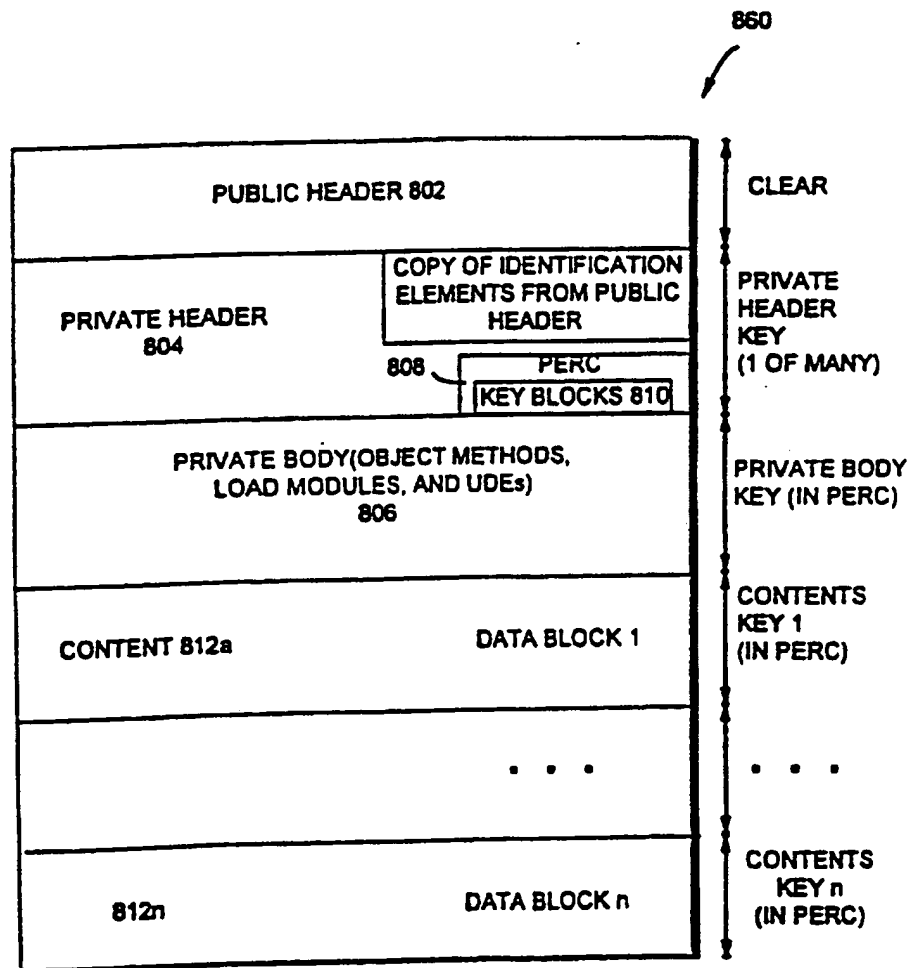 860
PUBLIC HEADER 802
CLEAR
PRIVATE HEADER
804
COPY OF IDENTIFICATION
ELEMENTS FROM PUBLIC
HEADER
808
PERC
KEY BLOCKS 810
PRIVATE
HEADER
KEY
(1 OF MANY)
PRIVATE BODY(OBJECT METHODS,
LOAD MODULES, AND UDEs)
806
PRIVATE BODY
KEY (IN PERC)
CONTENT 812a
DATA BLOCK 1
CONTENTS
KEY 1
(IN PERC)
. . .
. . .
812n
DATA BLOCK n
CONTENTS
KEY n
(IN PERC)